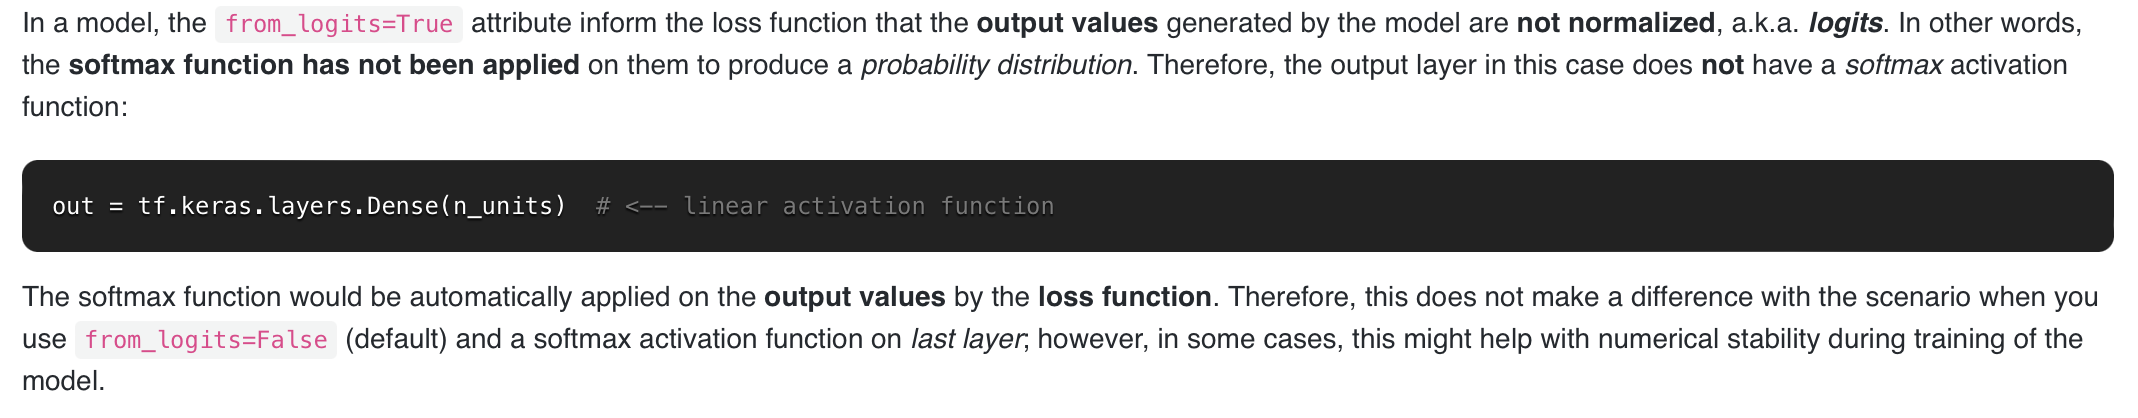 In a model, the from_logits=True attribute inform the loss function that the output values generated by the model are not normalized, a.k.a. logits. In other words,
the softmax function has not been applied on them to produce a probability distribution. Therefore, the output layer in this case does not have a softmax activation
function:
out = tf.keras.layers.Dense(n_units)  # <-- linear activation function
The softmax function would be automatically applied on the output values by the loss function. Therefore, this does not make a difference with the scenario when you
use from_logits=False (default) and a softmax activation function on last layer; however, in some cases, this might help with numerical stability during training of the
model.